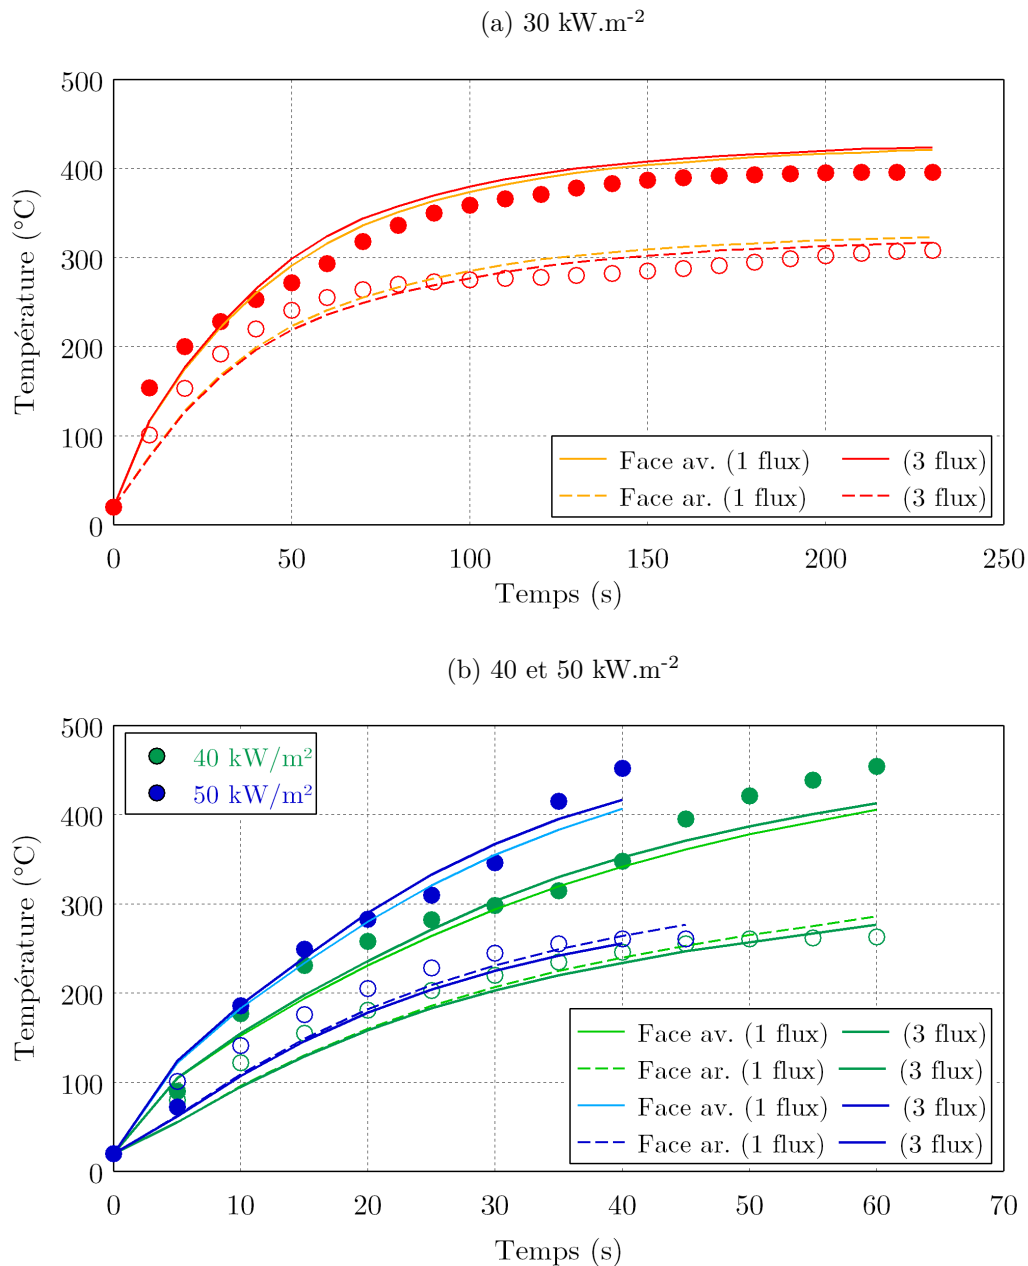 (a) 30 kW.m-2
Température (°C)
500
400
300
200
100
0
Face av. (1 flux) (3 flux)
Face ar. (1 flux) (3 flux)
0 50 100 150 200 250
Temps (s)
(b) 40 et 50 kW.m-2
Température (°C)
500
400
300
200
100
0
40 kW/m²
50 kW/m²
Face av. (1 flux) (3 flux)
Face ar. (1 flux) (3 flux)
Face av. (1 flux) (3 flux)
Face ar. (1 flux) (3 flux)
0 10 20 30 40 50 60 70
Temps (s)